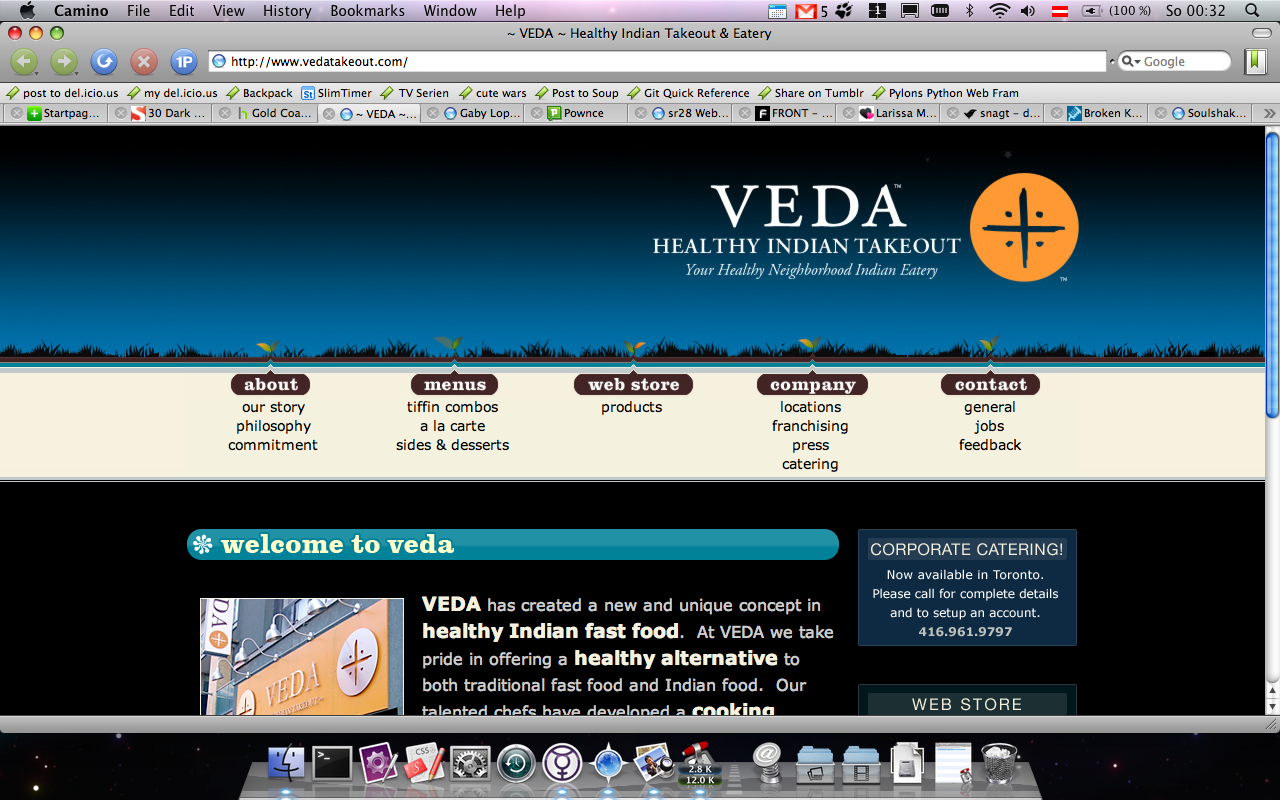 Camino File Edit View History Bookmarks Window Help 5 1 (100 %) So 00:32
~ VEDA ~ Healthy Indian Takeout & Eatery
1P http://www.vedatakeout.com/ Google
post to del.icio.us my del.icio.us Backpack St SlimTimer TV Serien cute wars Post to Soup Git Quick Reference Share on Tumblr Pylons Python Web Fram
Startpag... 30 Dark ... Gold Coa... ~ VEDA ~... Gaby Lop... Pownce sr28 Web... FRONT – ... Larissa M... snagt – d... Broken K... Soulshak...
VEDA™
HEALTHY INDIAN TAKEOUT
Your Healthy Neighborhood Indian Eatery
™
about menus web store company contact
our story tiffin combos products locations general
philosophy a la carte franchising jobs
commitment sides & desserts press feedback
catering
welcome to veda
CORPORATE CATERING!
Now available in Toronto.
Please call for complete details
and to setup an account.
416.961.9797
VEDA has created a new and unique concept in
healthy Indian fast food. At VEDA we take
pride in offering a healthy alternative to
both traditional fast food and Indian food. Our
talented chefs have developed a cooking
VEDA
WEB STORE
CSS
2.8 K
12.0 K